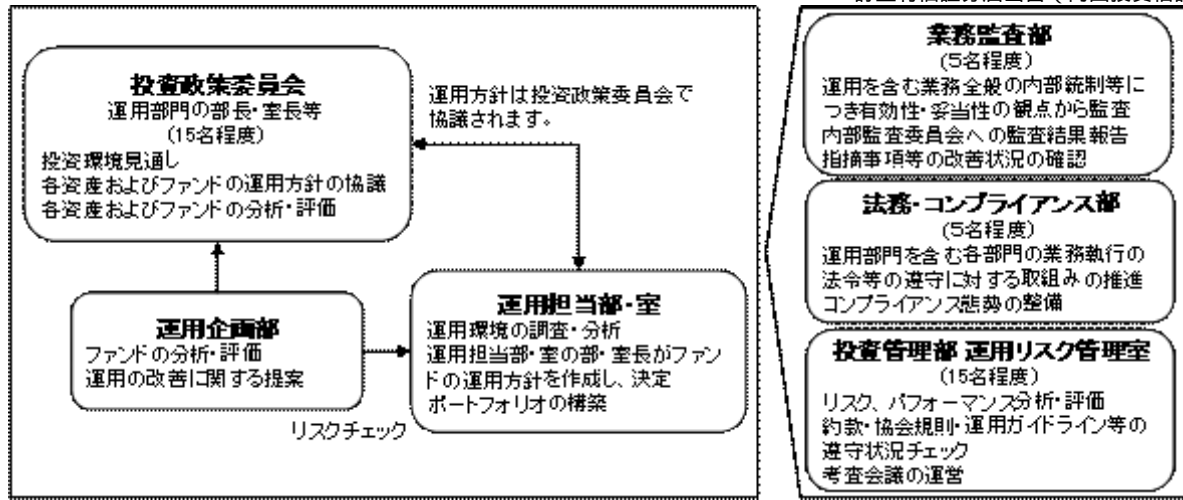 投資政策委員会
運用部門の部長・室長等
(15名程度)
投資環境見通し
各資産およびファンドの運用方針の協議
各資産およびファンドの分析・評価
運用方針は投資政策委員会で
協議されます。
運用企画部
ファンドの分析・評価
運用の改善に関する提案
リスクチェック
運用担当部・室
運用環境の調査・分析
運用担当部・室の部・室長がファン
ドの運用方針を作成し、決定
ポートフォリオの構築
業務監査部
(5名程度)
運用を含む業務全般の内部統制等に
つき有効性・妥当性の観点から監査
内部監査委員会への監査結果報告
指摘事項等の改善状況の確認
法務・コンプライアンス部
(5名程度)
運用部門を含む各部門の業務執行の
法令等の遵守に対する取組みの推進
コンプライアンス態勢の整備
投資管理部 運用リスク管理室
(15名程度)
リスク、パフォーマンス分析・評価
約款・協会規則・運用ガイドライン等の
遵守状況チェック
考査会議の運営